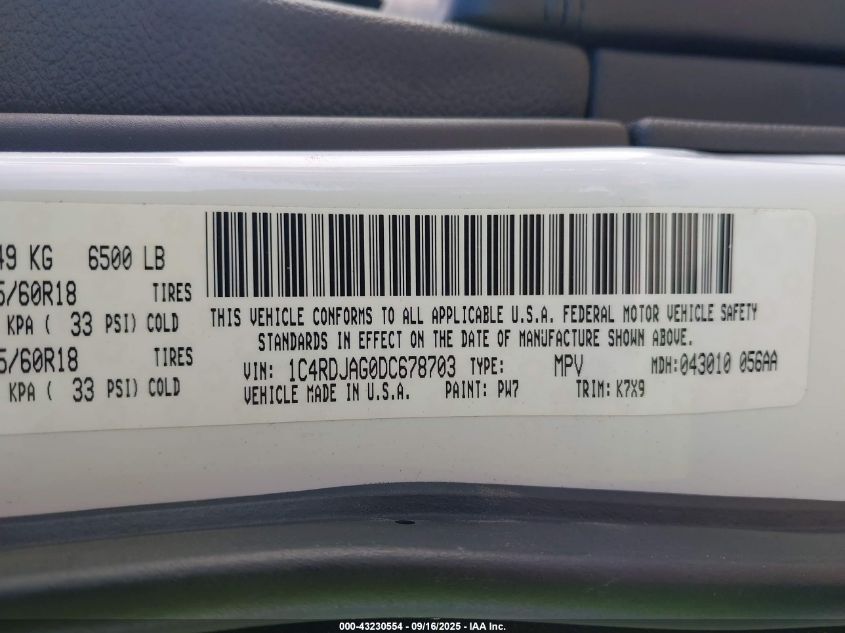 49 KG 6500 LB
5/60R18 TIRES
KPA ( 33 PSI) COLD
5/60R18 TIRES
KPA ( 33 PSI) COLD
THIS VEHICLE CONFORMS TO ALL APPLICABLE U.S.A. FEDERAL MOTOR VEHICLE SAFETY
STANDARDS IN EFFECT ON THE DATE OF MANUFACTURE SHOWN ABOVE.
VIN: 1C4RDJAG0DC678703 TYPE: MPV MDH:043010 056AA
VEHICLE MADE IN U.S.A. PAINT: PW7 TRIM: K7X9
000-43230554 - 09/16/2025 - IAA Inc.